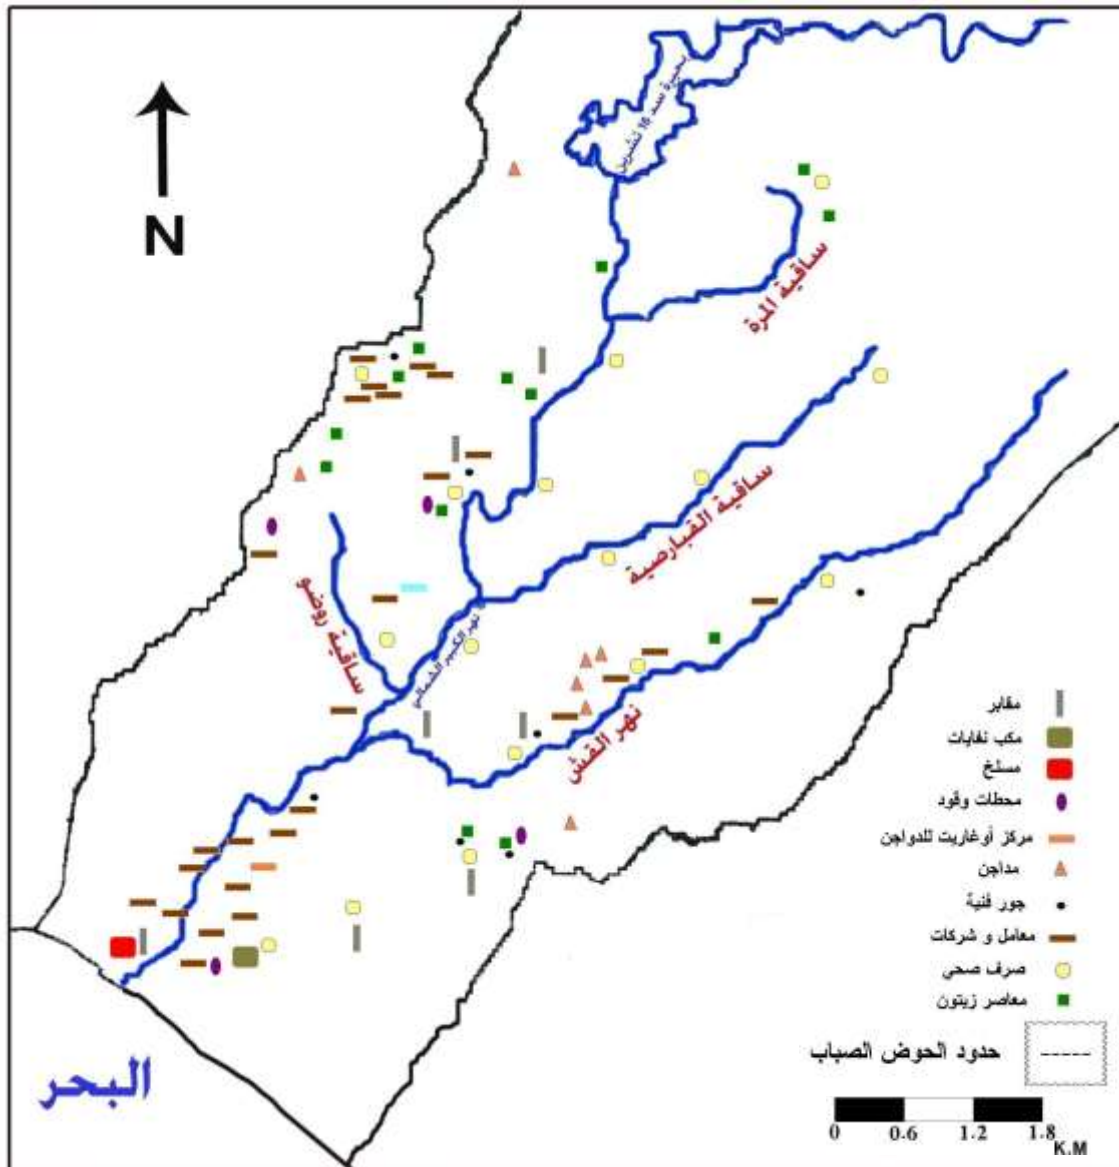 بحيرة سد 16 تشرين
N
ساقية المرة
ساقية القبارصية
ساقية روضو
نهر الكبير الشمالي
نهر القش
مقابر
مكب نفايات
مسلخ
محطات وقود
مركز أوغاريت للدواجن
مداجن
جور فنية
معامل و شركات
صرف صحي
معاصر زيتون
حدود الحوض الصباب
البحر
0 0.6 1.2 1.8
K.M